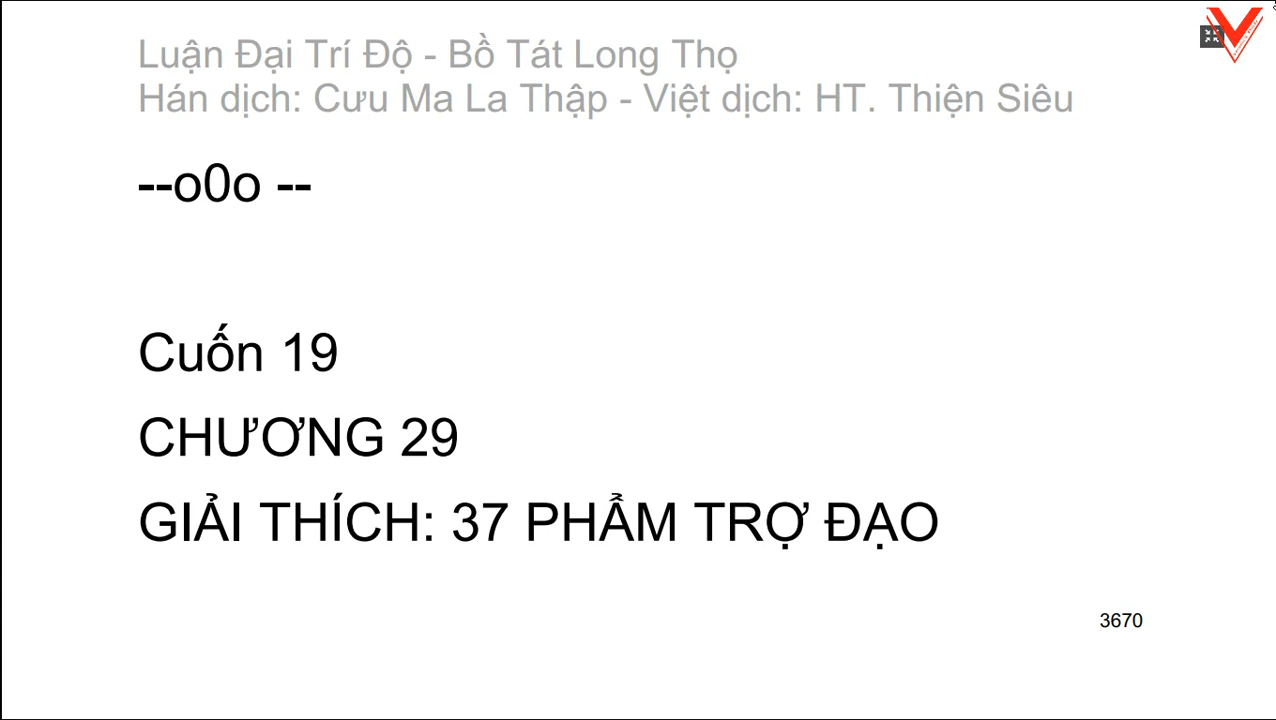 Luận Đại Trí Độ - Bồ Tát Long Thọ
Hán dịch: Cưu Ma La Thập - Việt dịch: HT. Thiện Siêu
--o0o --
Cuốn 19
CHƯƠNG 29
GIẢI THÍCH: 37 PHẨM TRỢ ĐẠO
3670